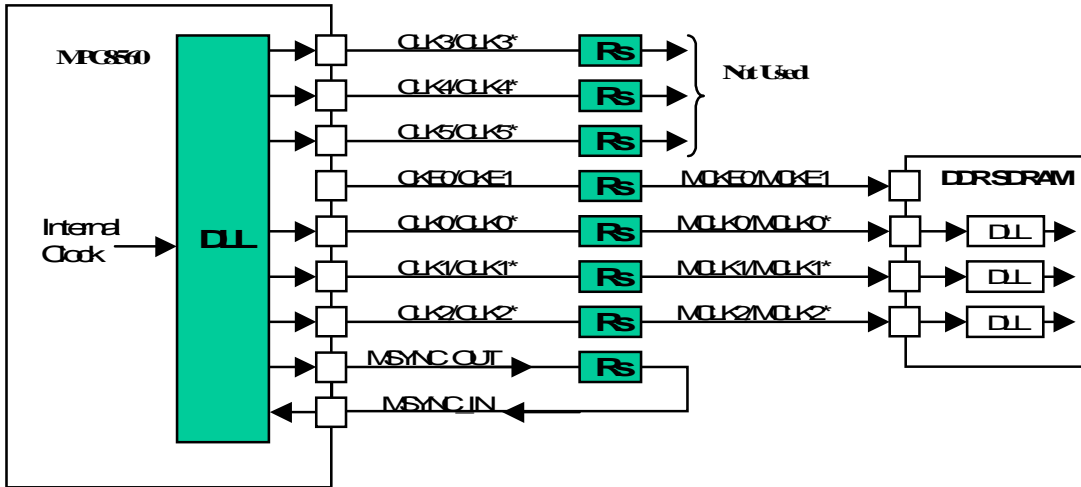 MPC8560
CLK3/CLK3* Rs
CLK4/CLK4* Rs Not Used
CLK5/CLK5* Rs
CKE0/CKE1 Rs MCKE0/MCKE1 DDR SDRAM
Internal Clock DLL
CLK0/CLK0* Rs MCLK0/MCLK0* DLL
CLK1/CLK1* Rs MCLK1/MCLK1* DLL
CLK2/CLK2* Rs MCLK2/MCLK2* DLL
MSYNC_OUT Rs
MSYNC_IN